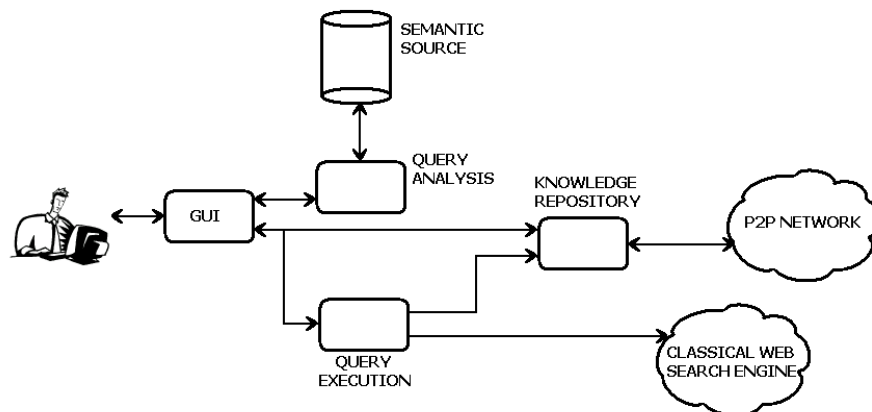 SEMANTIC
SOURCE
QUERY
ANALYSIS
KNOWLEDGE
REPOSITORY
GUI
P2P NETWORK
QUERY
EXECUTION
CLASSICAL WEB
SEARCH ENGINE